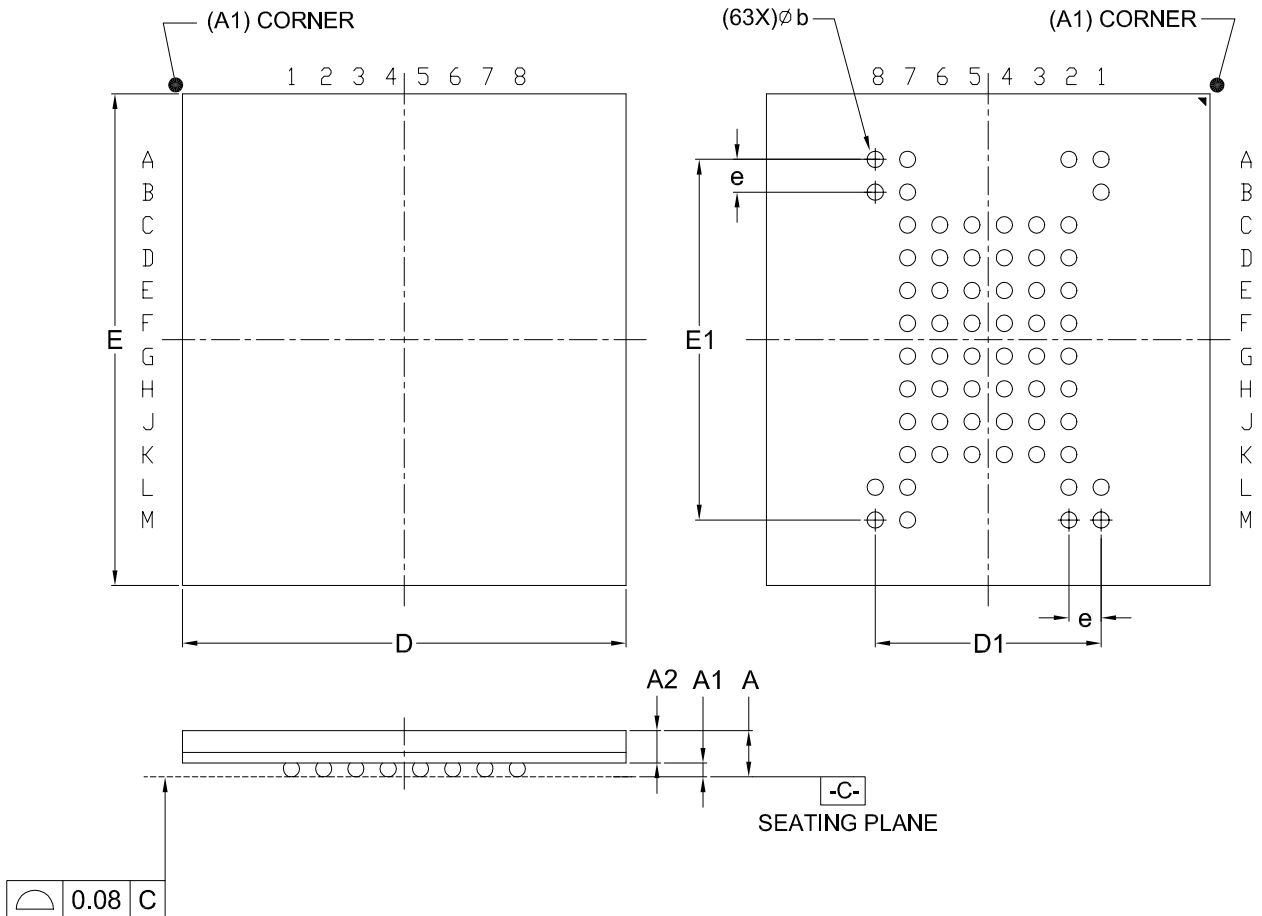 (A1) CORNER
(63X)Ø b
(A1) CORNER
1 2 3 4 5 6 7 8
8 7 6 5 4 3 2 1
A
B
C
D
E
F
G
H
J
K
L
M
E
D
e
E1
A
B
C
D
E
F
G
H
J
K
L
M
e
D1
A2 A1 A
-C-
SEATING PLANE
0.08 C